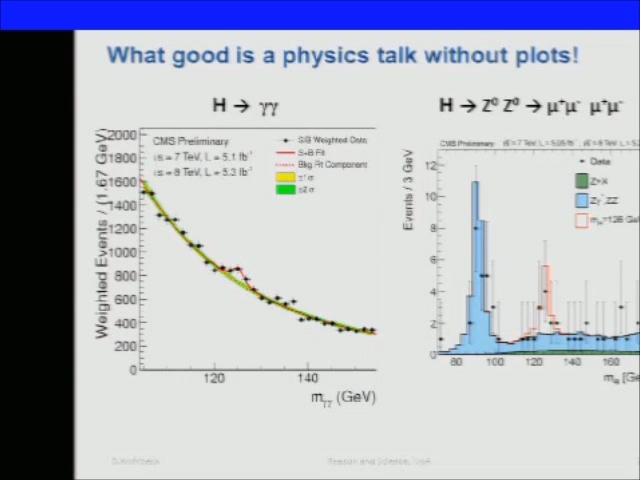 What good is a physics talk without plots!
H → γγ
H → Z⁰ Z⁰ → μ⁺μ⁻ μ⁺μ⁻
CMS Preliminary
√s = 7 TeV, L = 5.1 fb⁻¹
√s = 8 TeV, L = 5.3 fb⁻¹
S/B Weighted Data
S+B Fit
Bkg Fit Component
±1 σ
±2 σ
Weighted Events / (1.67 GeV)
2000
1600
1400
1200
1000
800
600
400
200
0
120
140
mγγ (GeV)
CMS Preliminary
Data
Z+X
Zγ*,ZZ
Events / 3 GeV
12
10
8
6
4
2
0
80
100
120
140
160